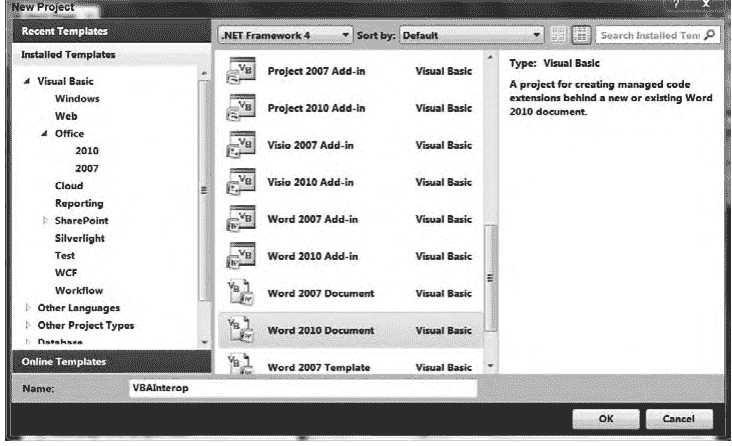 New Project
? X
Recent Templates
.NET Framework 4
Sort by: Default
Search Installed Tem
Installed Templates
Visual Basic
Windows
Web
Office
2010
2007
Cloud
Reporting
SharePoint
Silverlight
Test
WCF
Workflow
Other Languages
Other Project Types
Database
Online Templates
Project 2007 Add-in Visual Basic
Project 2010 Add-in Visual Basic
Visio 2007 Add-in Visual Basic
Visio 2010 Add-in Visual Basic
Word 2007 Add-in Visual Basic
Word 2010 Add-in Visual Basic
Word 2007 Document Visual Basic
Word 2010 Document Visual Basic
Word 2007 Template Visual Basic
Type: Visual Basic
A project for creating managed code
extensions behind a new or existing Word
2010 document.
Name: VBAInterop
OK Cancel